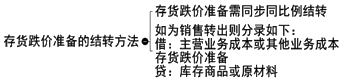 存货跌价准备的结转方法
存货跌价准备需同步同比例结转
如为销售转出则分录如下：
借：主营业务成本或其他业务成本
存货跌价准备
贷：库存商品或原材料